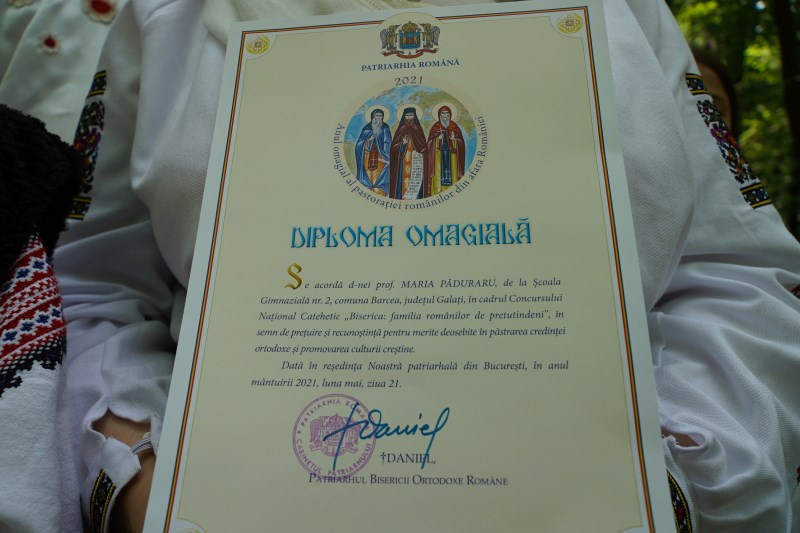 PATRIARHIA ROMÂNĂ
2021
Anul omagial al pastorației românilor din afara României
DIPLOMA OMAGIALĂ
Se acordă d-nei prof. MARIA PĂDURARU, de la Școala
Gimnazială nr. 2, comuna Barcea, județul Galați, în cadrul Concursului
Național Catehetic „Biserica: familia românilor de pretutindeni”, în
semn de prețuire și recunoștință pentru merite deosebite în păstrarea credinței
ortodoxe și promovarea culturii creștine.
Dată în reședința Noastră patriarhală din București, în anul
mântuirii 2021, luna mai, ziua 21.
PATRIARHIA ROMÂNĂ
CABINETUL PATRIARHULUI
†Daniel
†DANIEL,
PATRIARHUL BISERICII ORTODOXE ROMÂNE